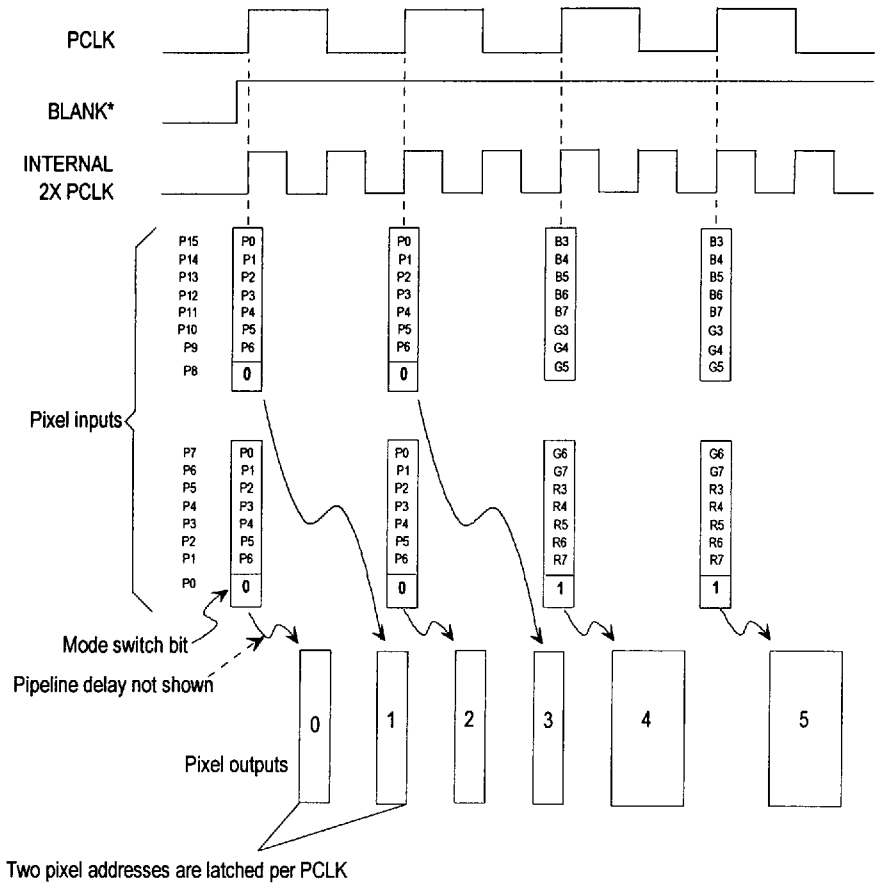 PCLK
BLANK*
INTERNAL
2X PCLK
P15 P0 P0 B3 B3
P14 P1 P1 B4 B4
P13 P2 P2 B5 B5
P12 P3 P3 B6 B6
P11 P4 P4 B7 B7
P10 P5 P5 G3 G3
P9 P6 P6 G4 G4
P8 0 0 G5 G5
Pixel inputs
P7 P0 P0 G6 G6
P6 P1 P1 G7 G7
P5 P2 P2 R3 R3
P4 P3 P3 R4 R4
P3 P4 P4 R5 R5
P2 P5 P5 R6 R6
P1 P6 P6 R7 R7
P0 0 0 1 1
Mode switch bit
Pipeline delay not shown
0 1 2 3 4 5
Pixel outputs
Two pixel addresses are latched per PCLK